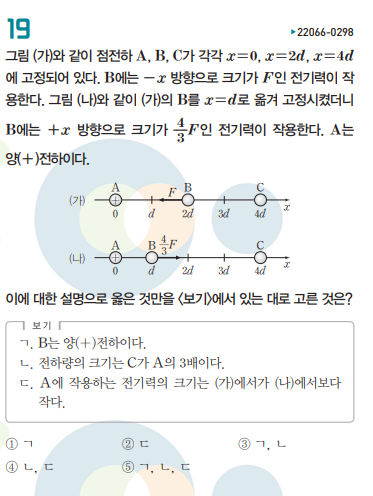 19
▶22066-0298
그림 (가)와 같이 점전하 A, B, C가 각각 x=0, x=2d, x=4d
에 고정되어 있다. B에는 −x 방향으로 크기가 F인 전기력이 작
용한다. 그림 (나)와 같이 (가)의 B를 x=d로 옮겨 고정시켰더니
B에는 +x 방향으로 크기가 4/3F인 전기력이 작용한다. A는
양(+)전하이다.
(가) A F B C
0 d 2d 3d 4d x
(나) A B 4/3F C
0 d 2d 3d 4d x
이에 대한 설명으로 옳은 것만을 <보기>에서 있는 대로 고른 것은?
보기
ㄱ. B는 양(+)전하이다.
ㄴ. 전하량의 크기는 C가 A의 3배이다.
ㄷ. A에 작용하는 전기력의 크기는 (가)에서가 (나)에서보다
작다.
① ㄱ ② ㄷ ③ ㄱ, ㄴ
④ ㄴ, ㄷ ⑤ ㄱ, ㄴ, ㄷ